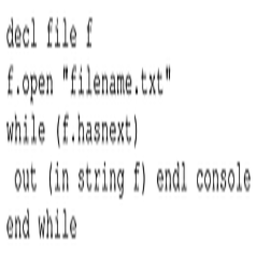 decl file f
f.open "filename.txt"
while (f.hasnext)
out (in string f) endl console
end while